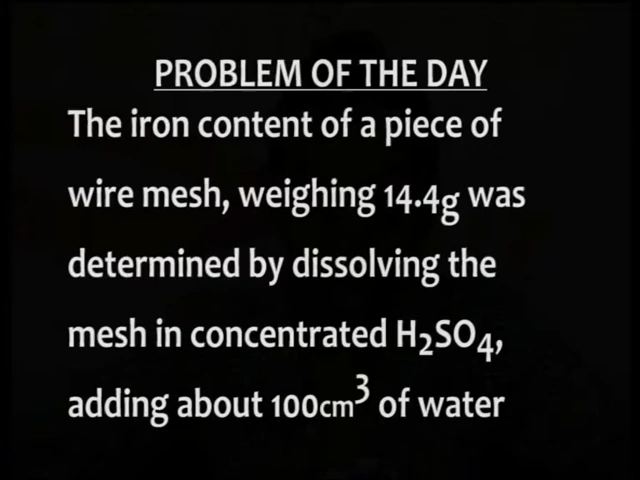 PROBLEM OF THE DAY
The iron content of a piece of
wire mesh, weighing 14.4g was
determined by dissolving the
mesh in concentrated H₂SO₄,
adding about 100cm³ of water